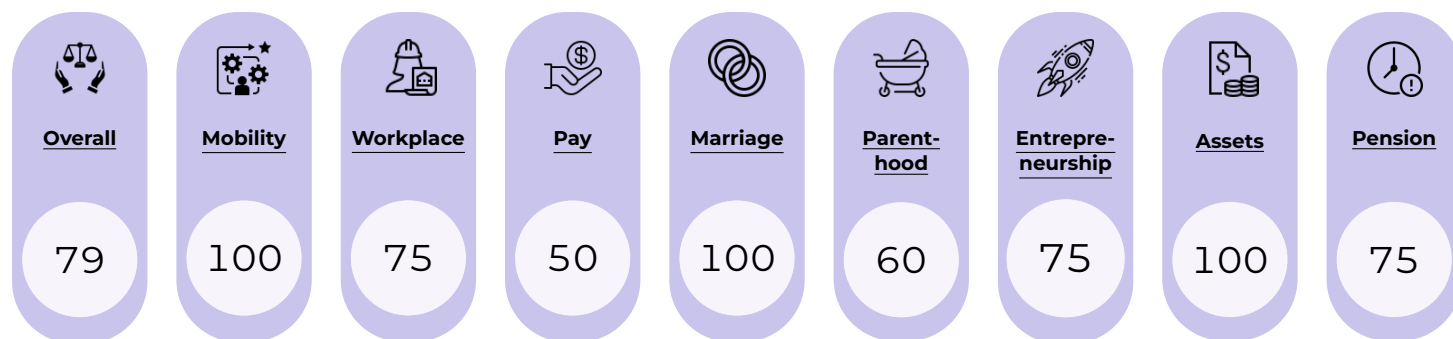 Overall
79
Mobility
100
Workplace
75
Pay
50
Marriage
100
Parent-
hood
60
Entrepre-
neurship
75
$
Assets
100
Pension
75